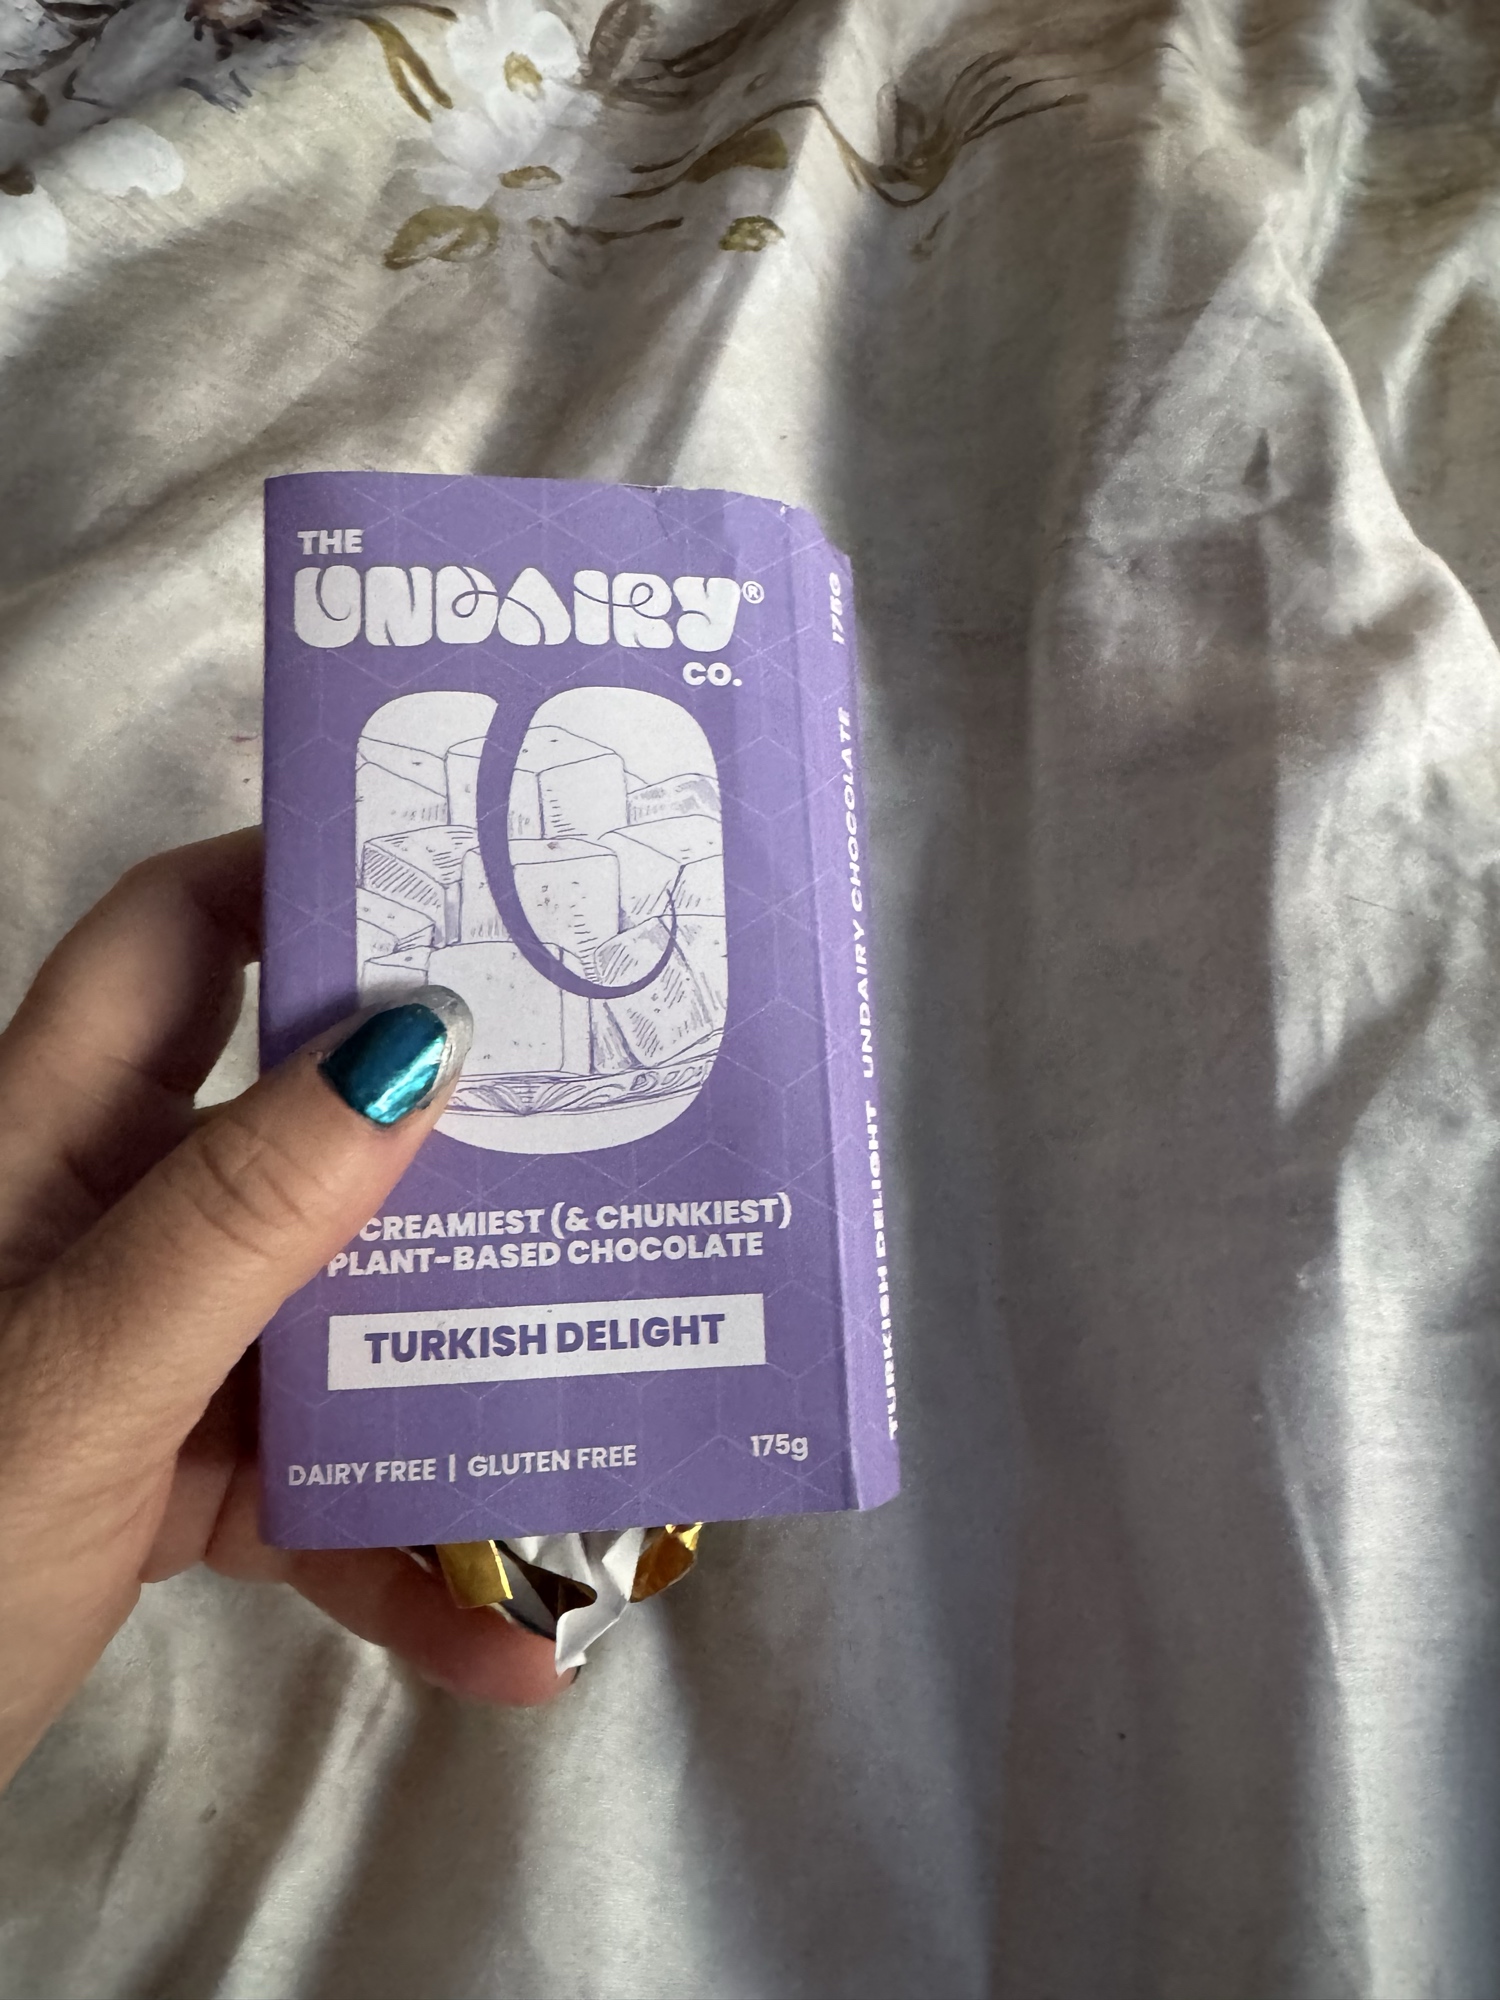 THE
UNDAIRY®
CO.
CREAMIEST (& CHUNKIEST)
PLANT-BASED CHOCOLATE
TURKISH DELIGHT
DAIRY FREE | GLUTEN FREE
175g
TURKISH DELIGHT UNDAIRY CHOCOLATE 175G